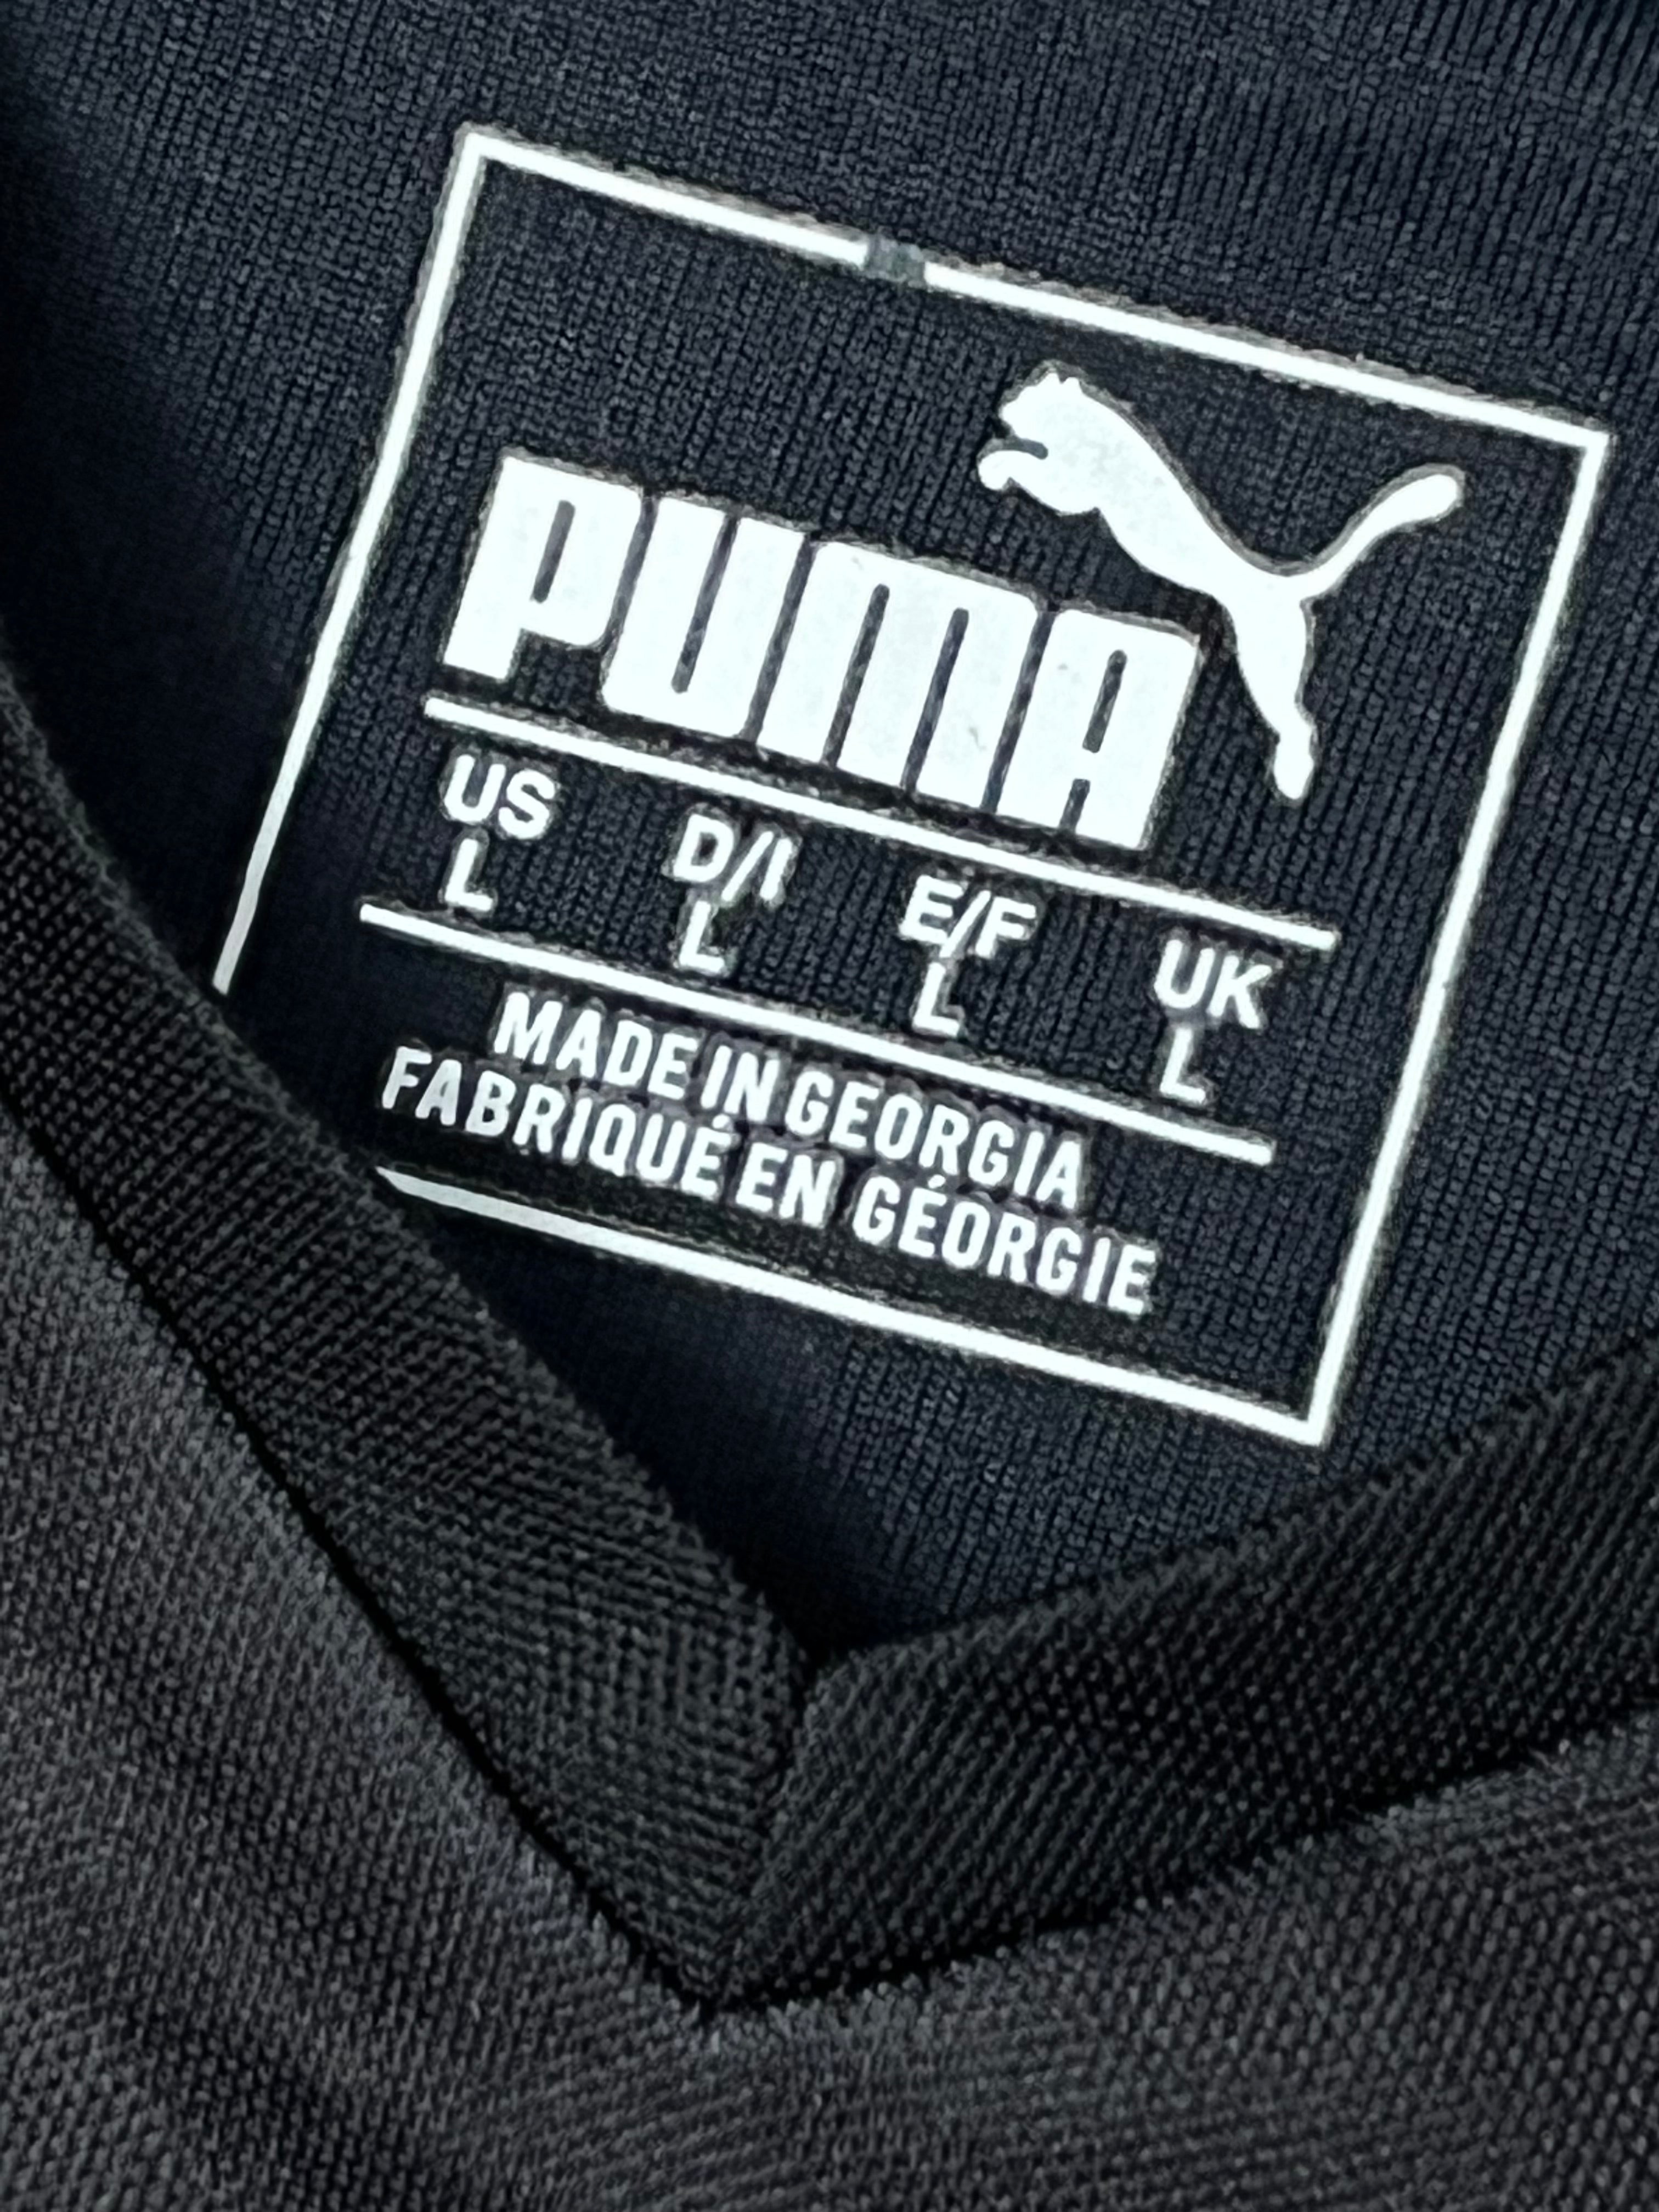 PUMA
US D/I E/F UK
L L L L
MADE IN GEORGIA
FABRIQUÉ EN GÉORGIE